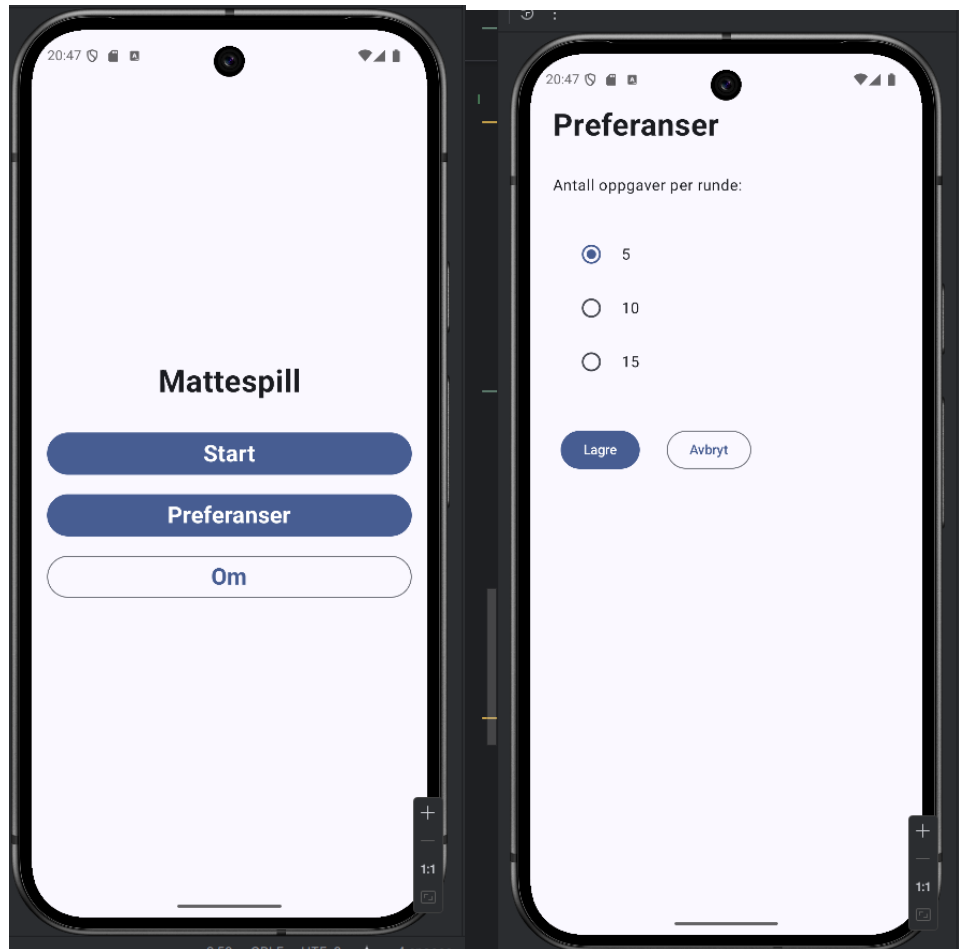 20:47
Mattespill
Start
Preferanser
Om
1:1
20:47
Preferanser
Antall oppgaver per runde:
5
10
15
Lagre
Avbryt
1:1